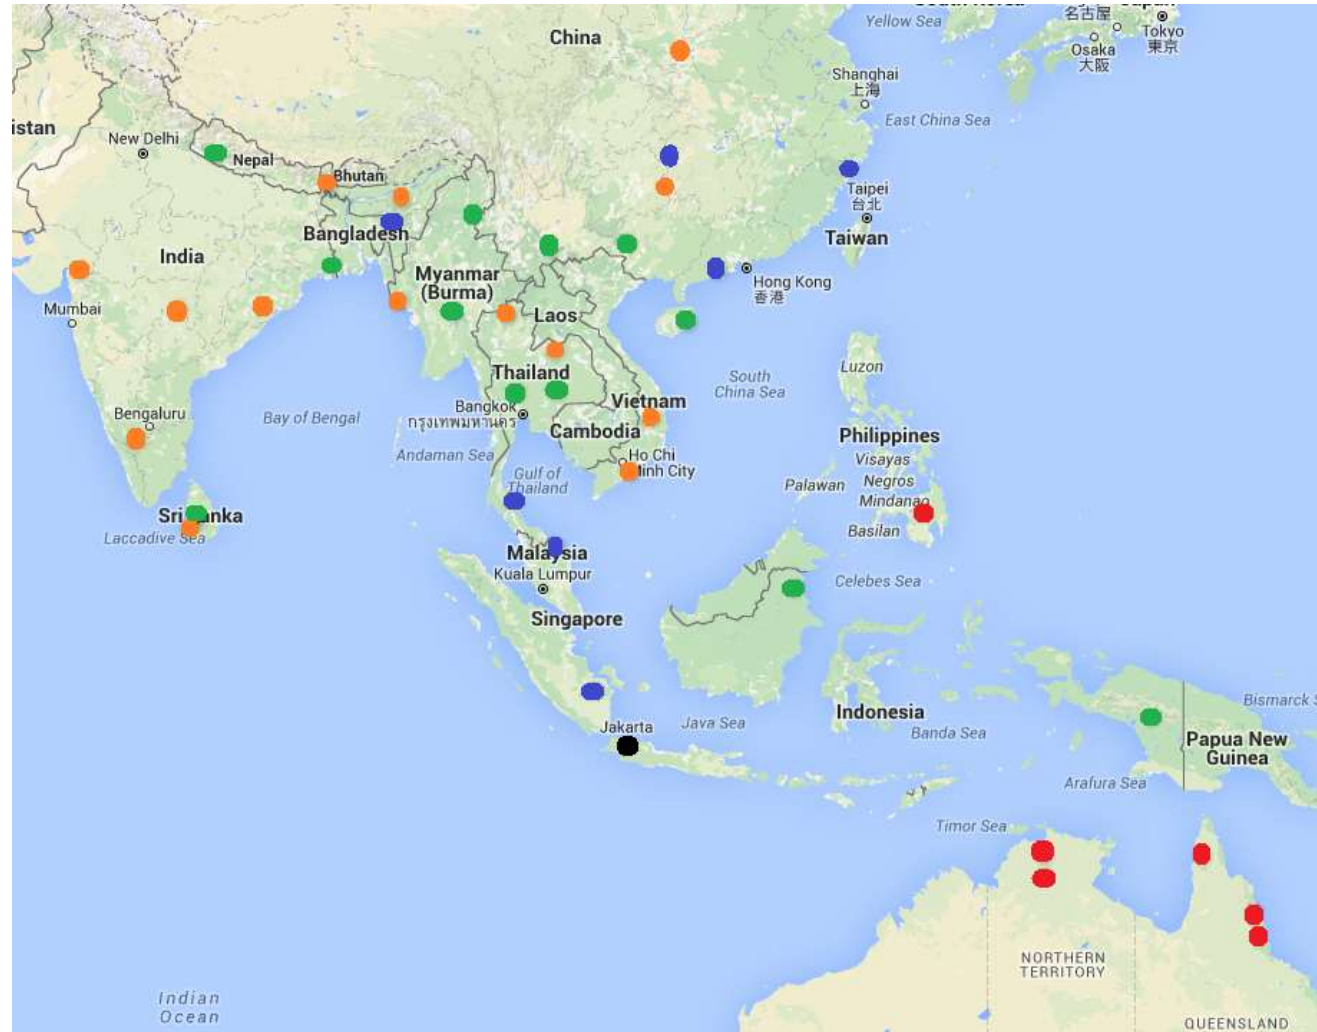 China
Yellow Sea
名古屋
Tokyo
東京
Osaka
大阪
Shanghai
上海
East China Sea
istan
New Delhi
Nepal
Bhutan
Taipei
台北
Taiwan
Bangladesh
India
Myanmar
(Burma)
Hong Kong
香港
Mumbai
Laos
Thailand
South
China Sea
Luzon
Vietnam
Bangkok
กรุงเทพมหานคร
Bengaluru
Bay of Bengal
Cambodia
Philippines
Andaman Sea
Ho Chi
Minh City
Visayas
Gulf of
Thailand
Palawan
Negros
Mindanao
Sri Lanka
Laccadive Sea
Basilan
Malaysia
Kuala Lumpur
Celebes Sea
Singapore
Bismarck S
Indonesia
Jakarta
Java Sea
Banda Sea
Papua New
Guinea
Arafura Sea
Timor Sea
NORTHERN
TERRITORY
Indian
Ocean
QUEENSLAND